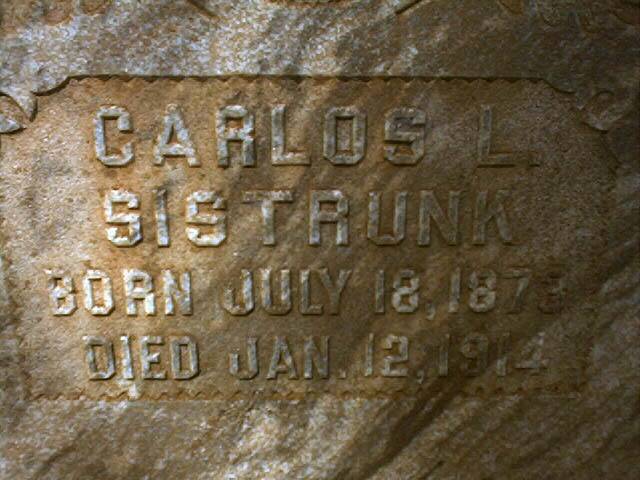 CARLOS L.
SISTRUNK
BORN JULY 18, 1873
DIED JAN. 12, 1914